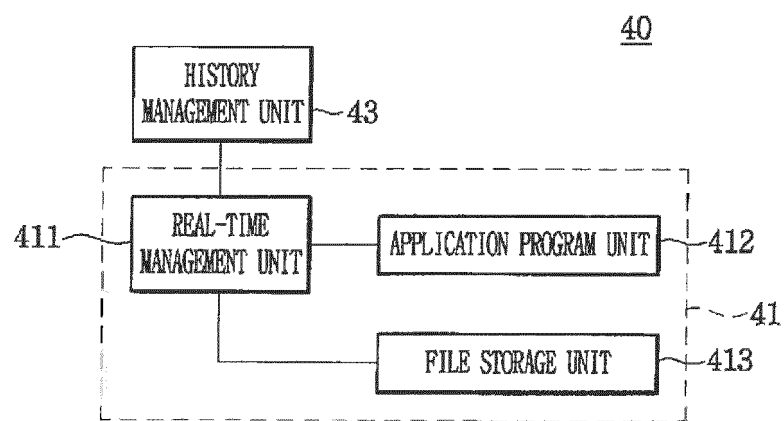 40
HISTORY
MANAGEMENT UNIT
43
REAL-TIME
MANAGEMENT UNIT
411
APPLICATION PROGRAM UNIT
412
41
FILE STORAGE UNIT
413